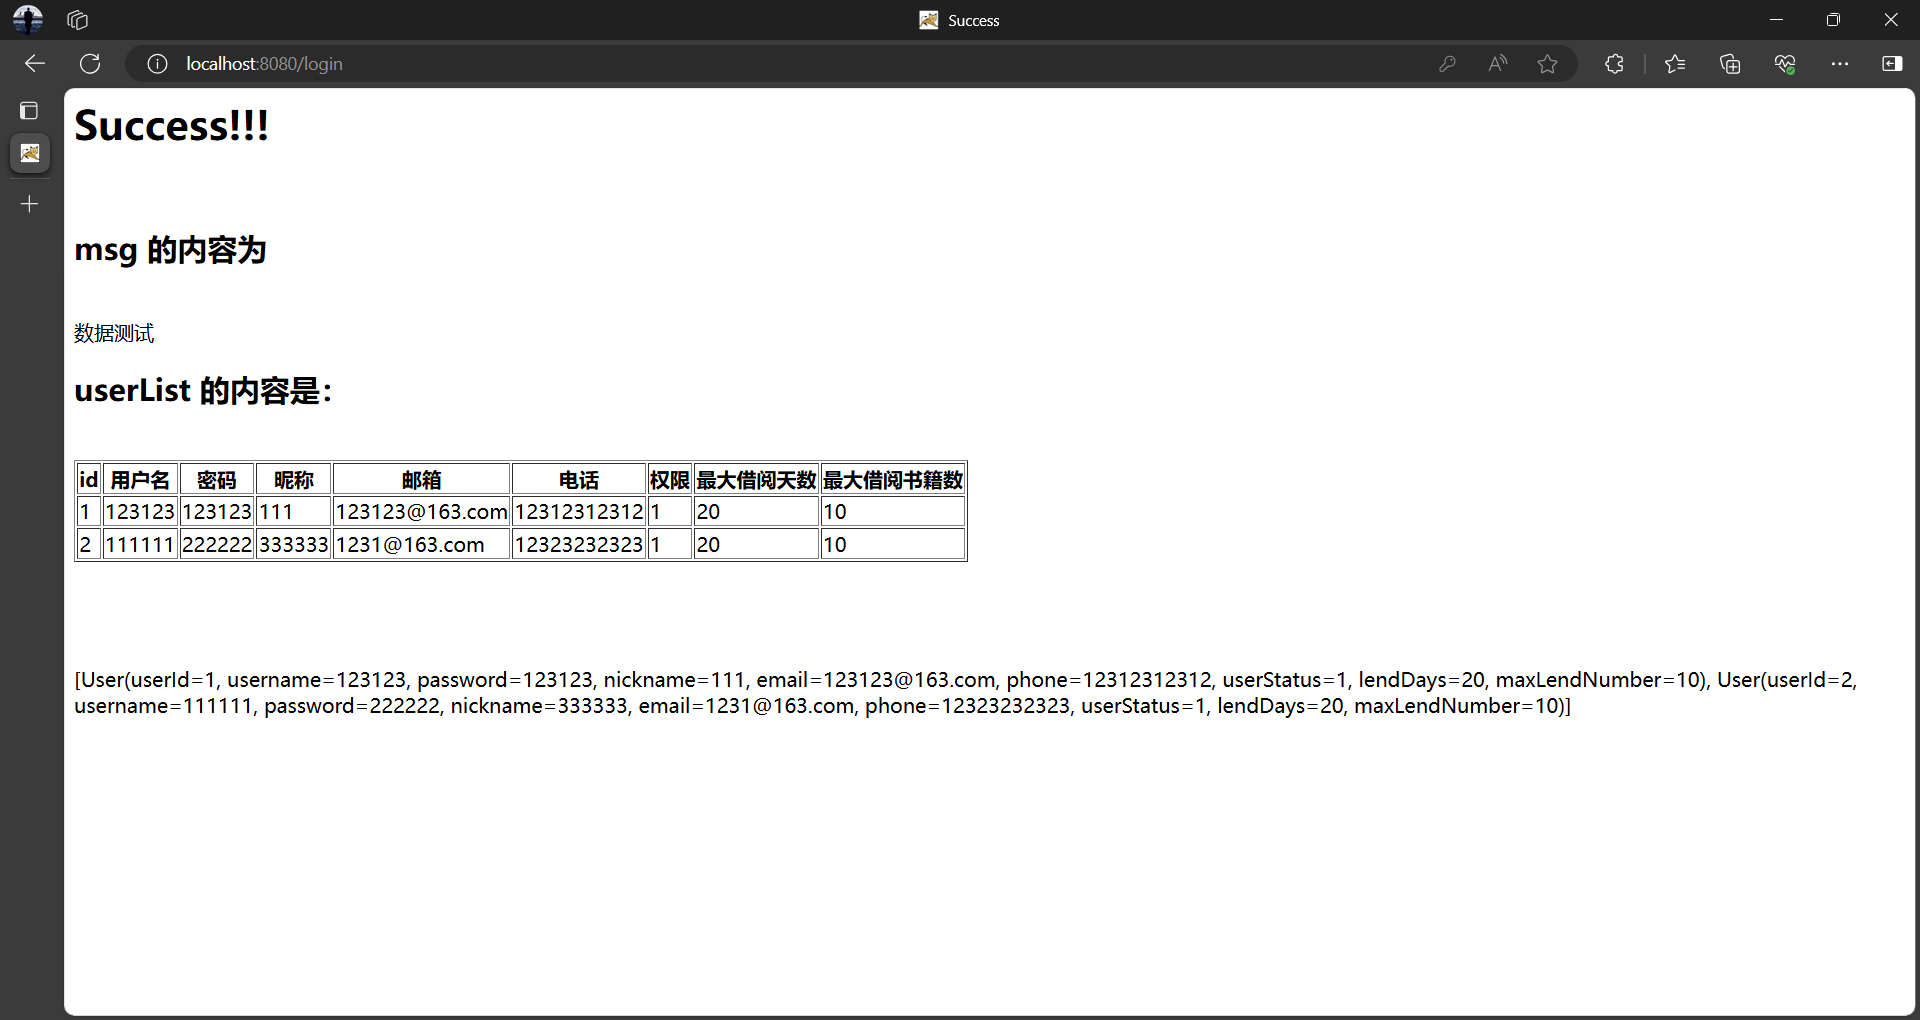 Success
localhost:8080/login
Success!!!
msg 的内容为
数据测试
userList 的内容是：
id 用户名 密码 昵称 邮箱 电话 权限 最大借阅天数 最大借阅书籍数
1 123123 123123 111 123123@163.com 12312312312 1 20 10
2 111111 222222 333333 1231@163.com 12323232323 1 20 10
[User(userId=1, username=123123, password=123123, nickname=111, email=123123@163.com, phone=12312312312, userStatus=1, lendDays=20, maxLendNumber=10), User(userId=2,
username=111111, password=222222, nickname=333333, email=1231@163.com, phone=12323232323, userStatus=1, lendDays=20, maxLendNumber=10)]